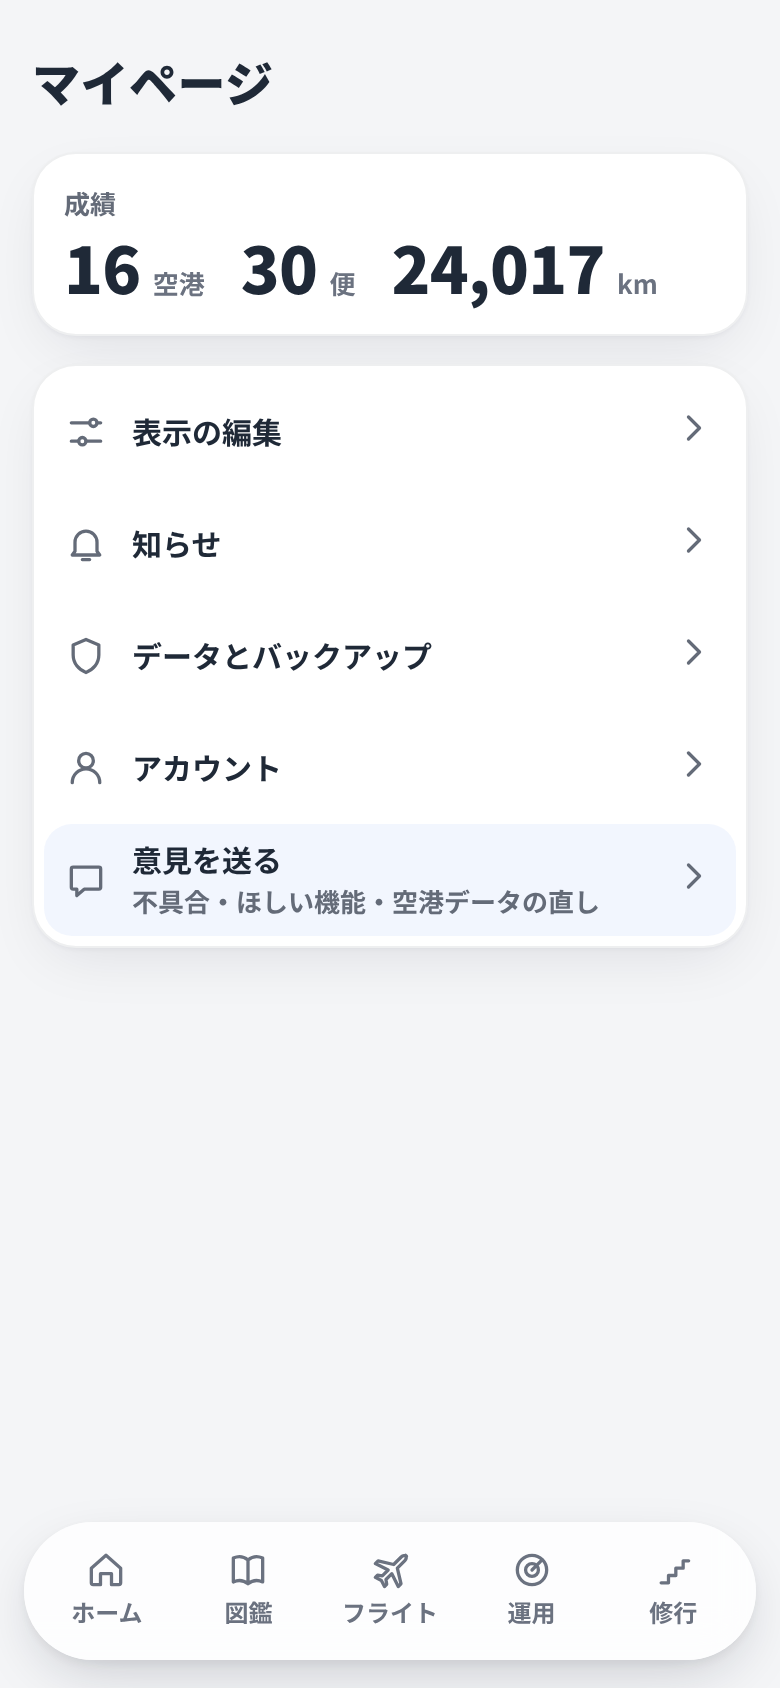 マイページ
成績
16 空港 30 便 24,017 km
表示の編集
知らせ
データとバックアップ
アカウント
意見を送る
不具合・ほしい機能・空港データの直し
ホーム 図鑑 フライト 運用 修行